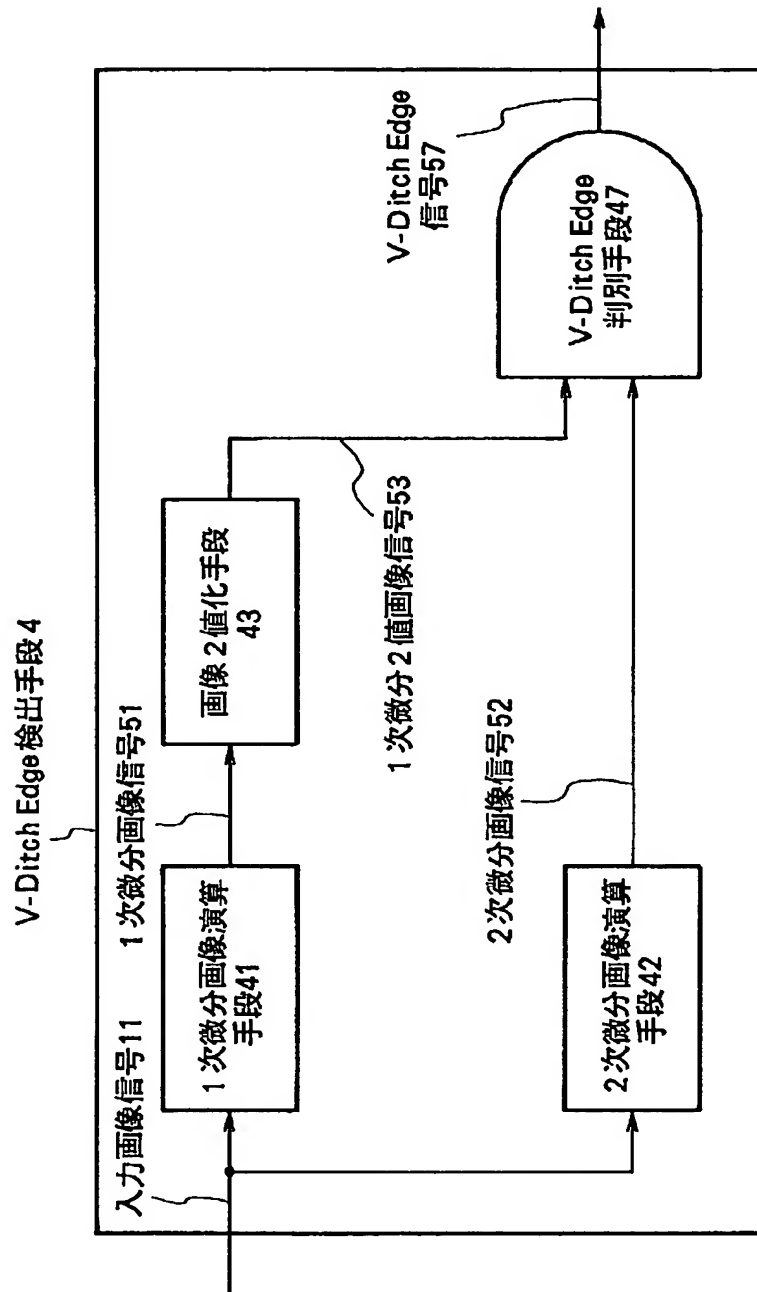 V-Ditch Edge検出手段4
入力画像信号11
1次微分画像演算
手段41
1次微分画像信号51
画像2値化手段
43
1次微分2値画像信号53
2次微分画像演算
手段42
2次微分画像信号52
V-Ditch Edge
判別手段47
V-Ditch Edge
信号57